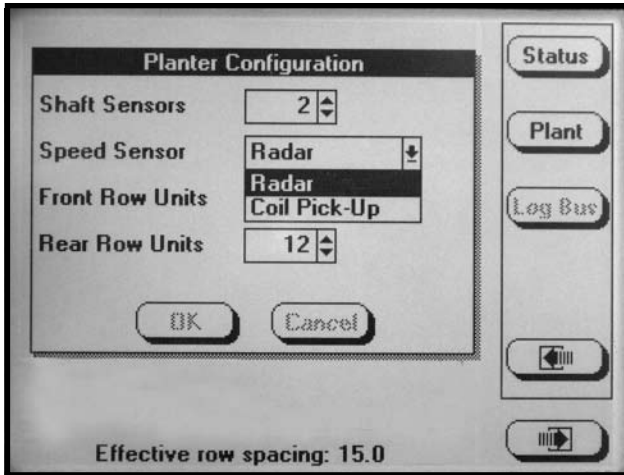 Planter Configuration
Shaft Sensors 2
Speed Sensor Radar
Radar
Front Row Units
Coil Pick-Up
Rear Row Units 12
OK Cancel
Status
Plant
Log Bus
Effective row spacing: 15.0